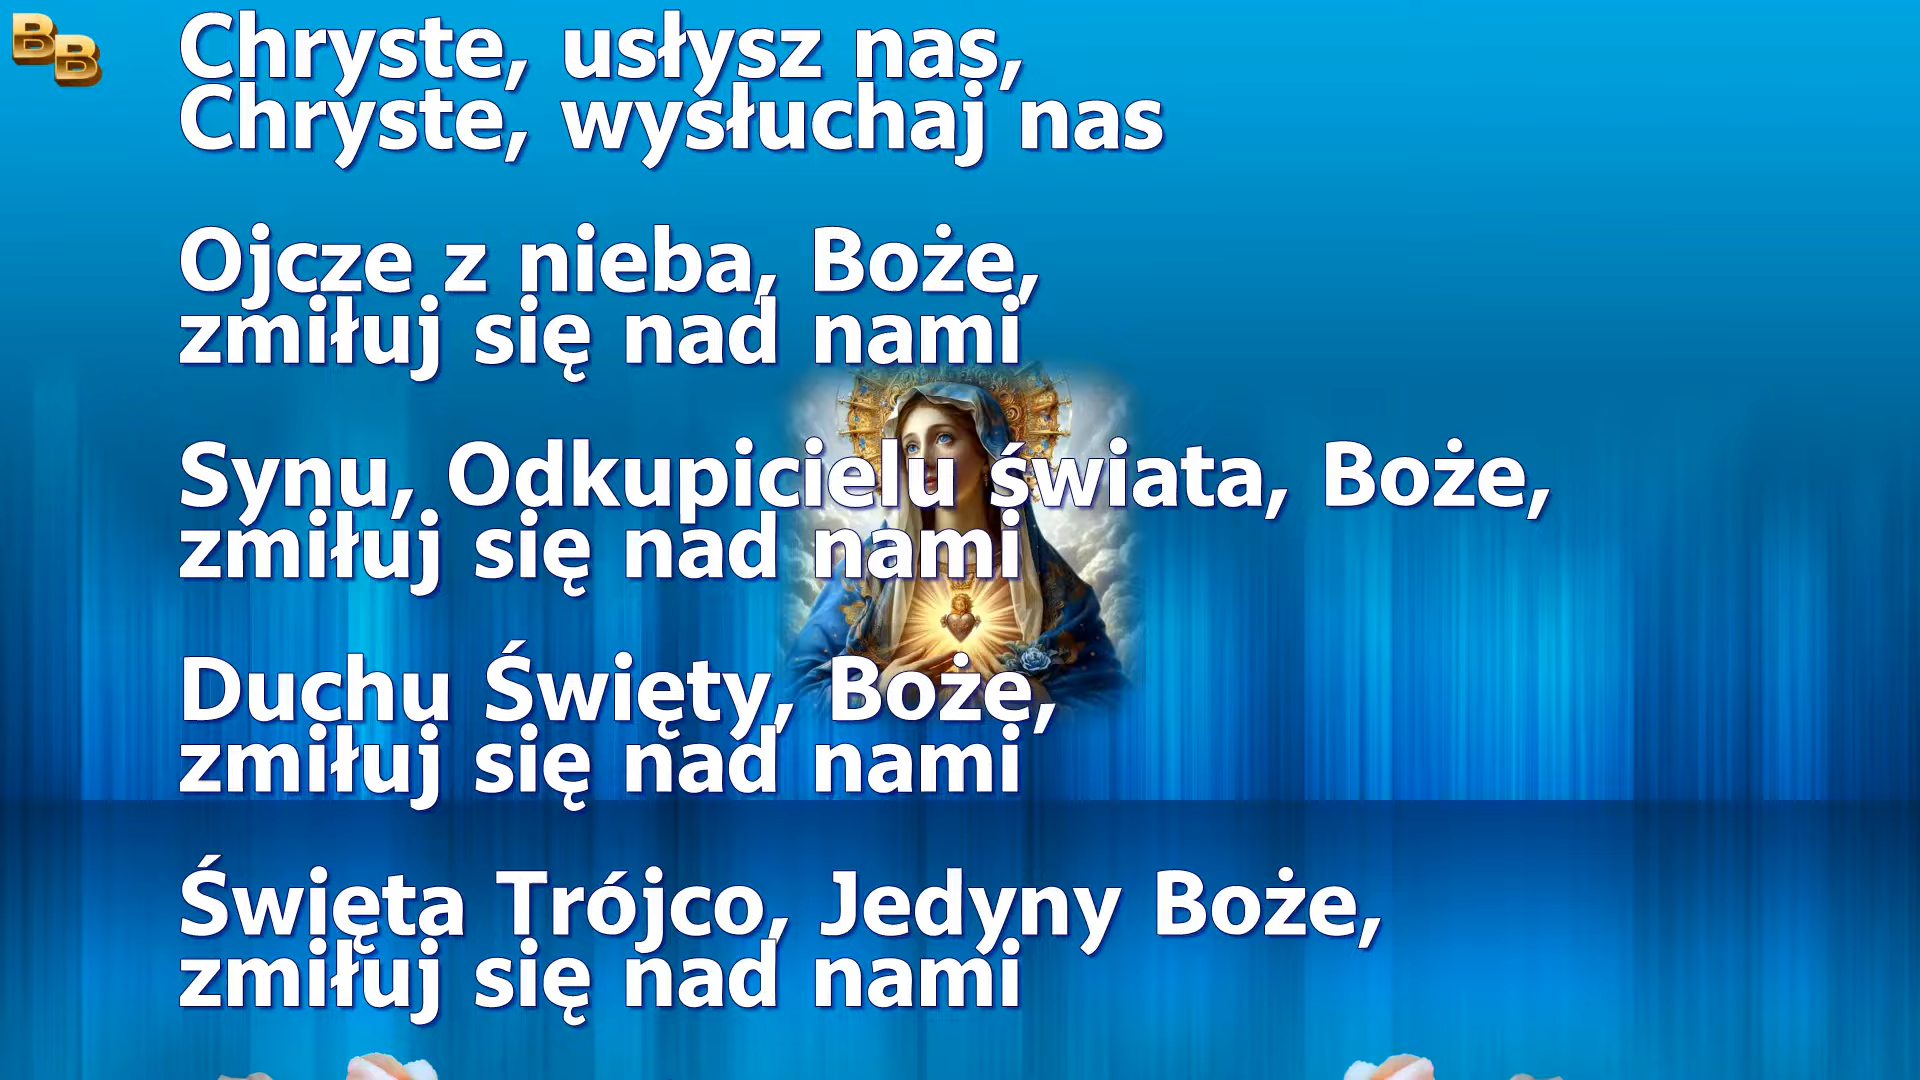 BB
Chryste, usłysz nas,
Chryste, wysłuchaj nas
Ojcze z nieba, Boże,
zmiłuj się nad nami
Synu, Odkupicielu świata, Boże,
zmiłuj się nad nami
Duchu Święty, Boże,
zmiłuj się nad nami
Święta Trójco, Jedyny Boże,
zmiłuj się nad nami